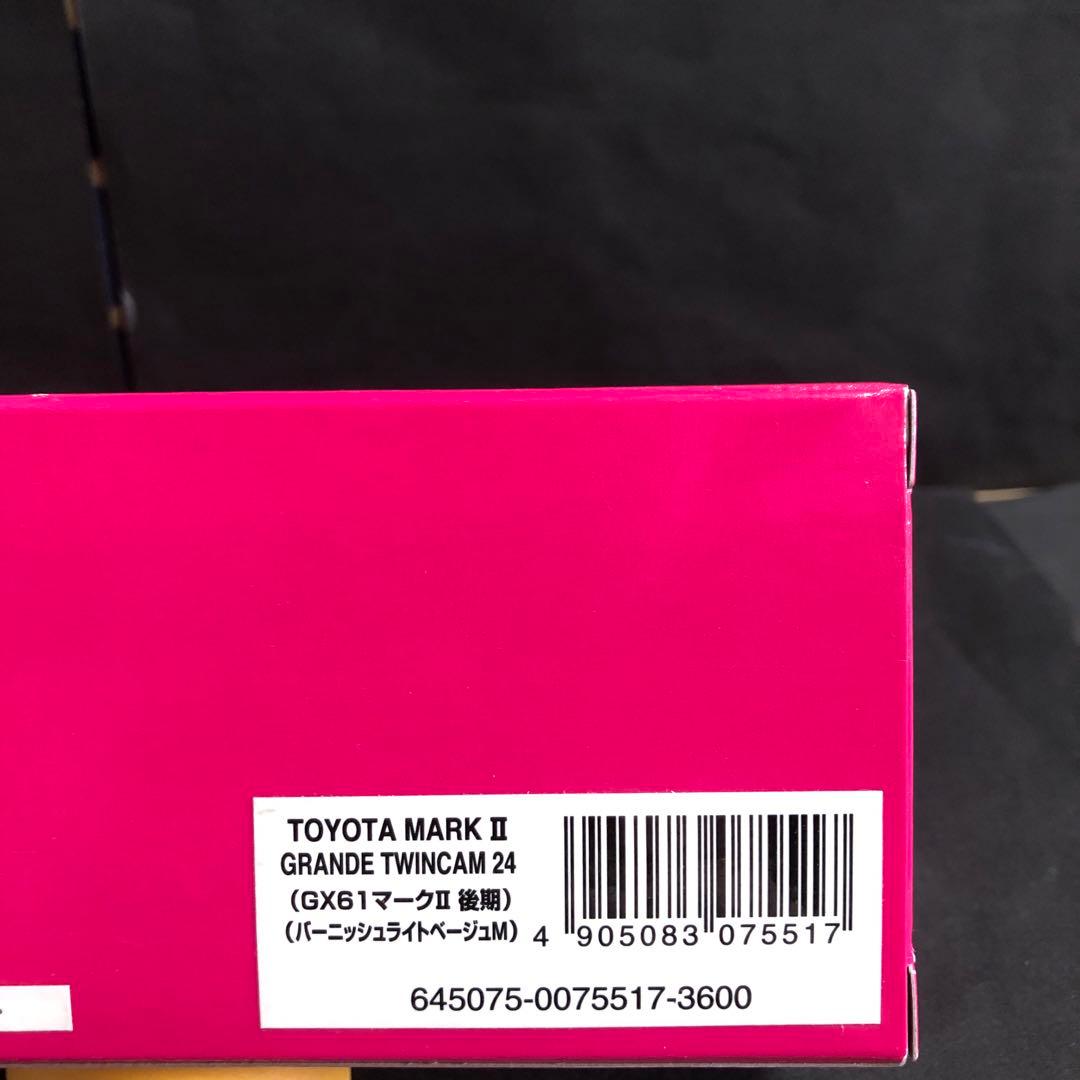 TOYOTA MARK Ⅱ
GRANDE TWINCAM 24
(GX61マークⅡ 後期)
(バーニッシュライトベージュM)
4 905083 075517
645075-0075517-3600